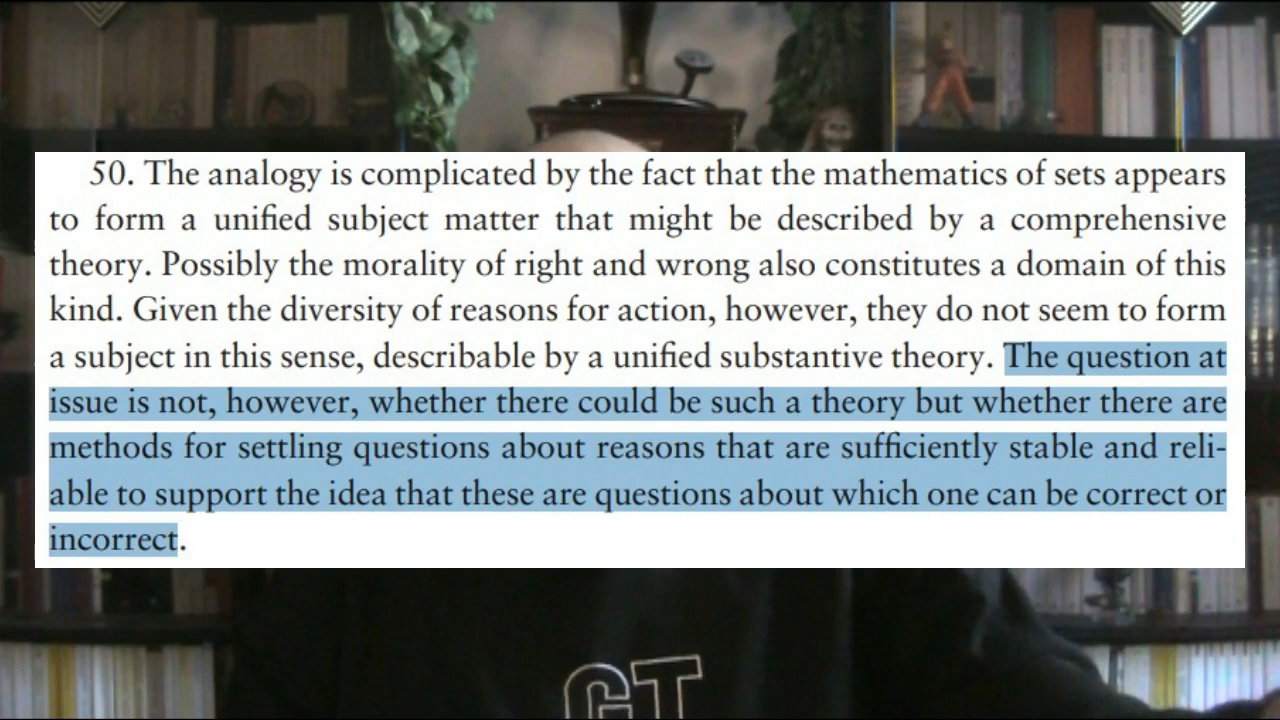 50. The analogy is complicated by the fact that the mathematics of sets appears
to form a unified subject matter that might be described by a comprehensive
theory. Possibly the morality of right and wrong also constitutes a domain of this
kind. Given the diversity of reasons for action, however, they do not seem to form
a subject in this sense, describable by a unified substantive theory. The question at
issue is not, however, whether there could be such a theory but whether there are
methods for settling questions about reasons that are sufficiently stable and reli-
able to support the idea that these are questions about which one can be correct or
incorrect.
GT